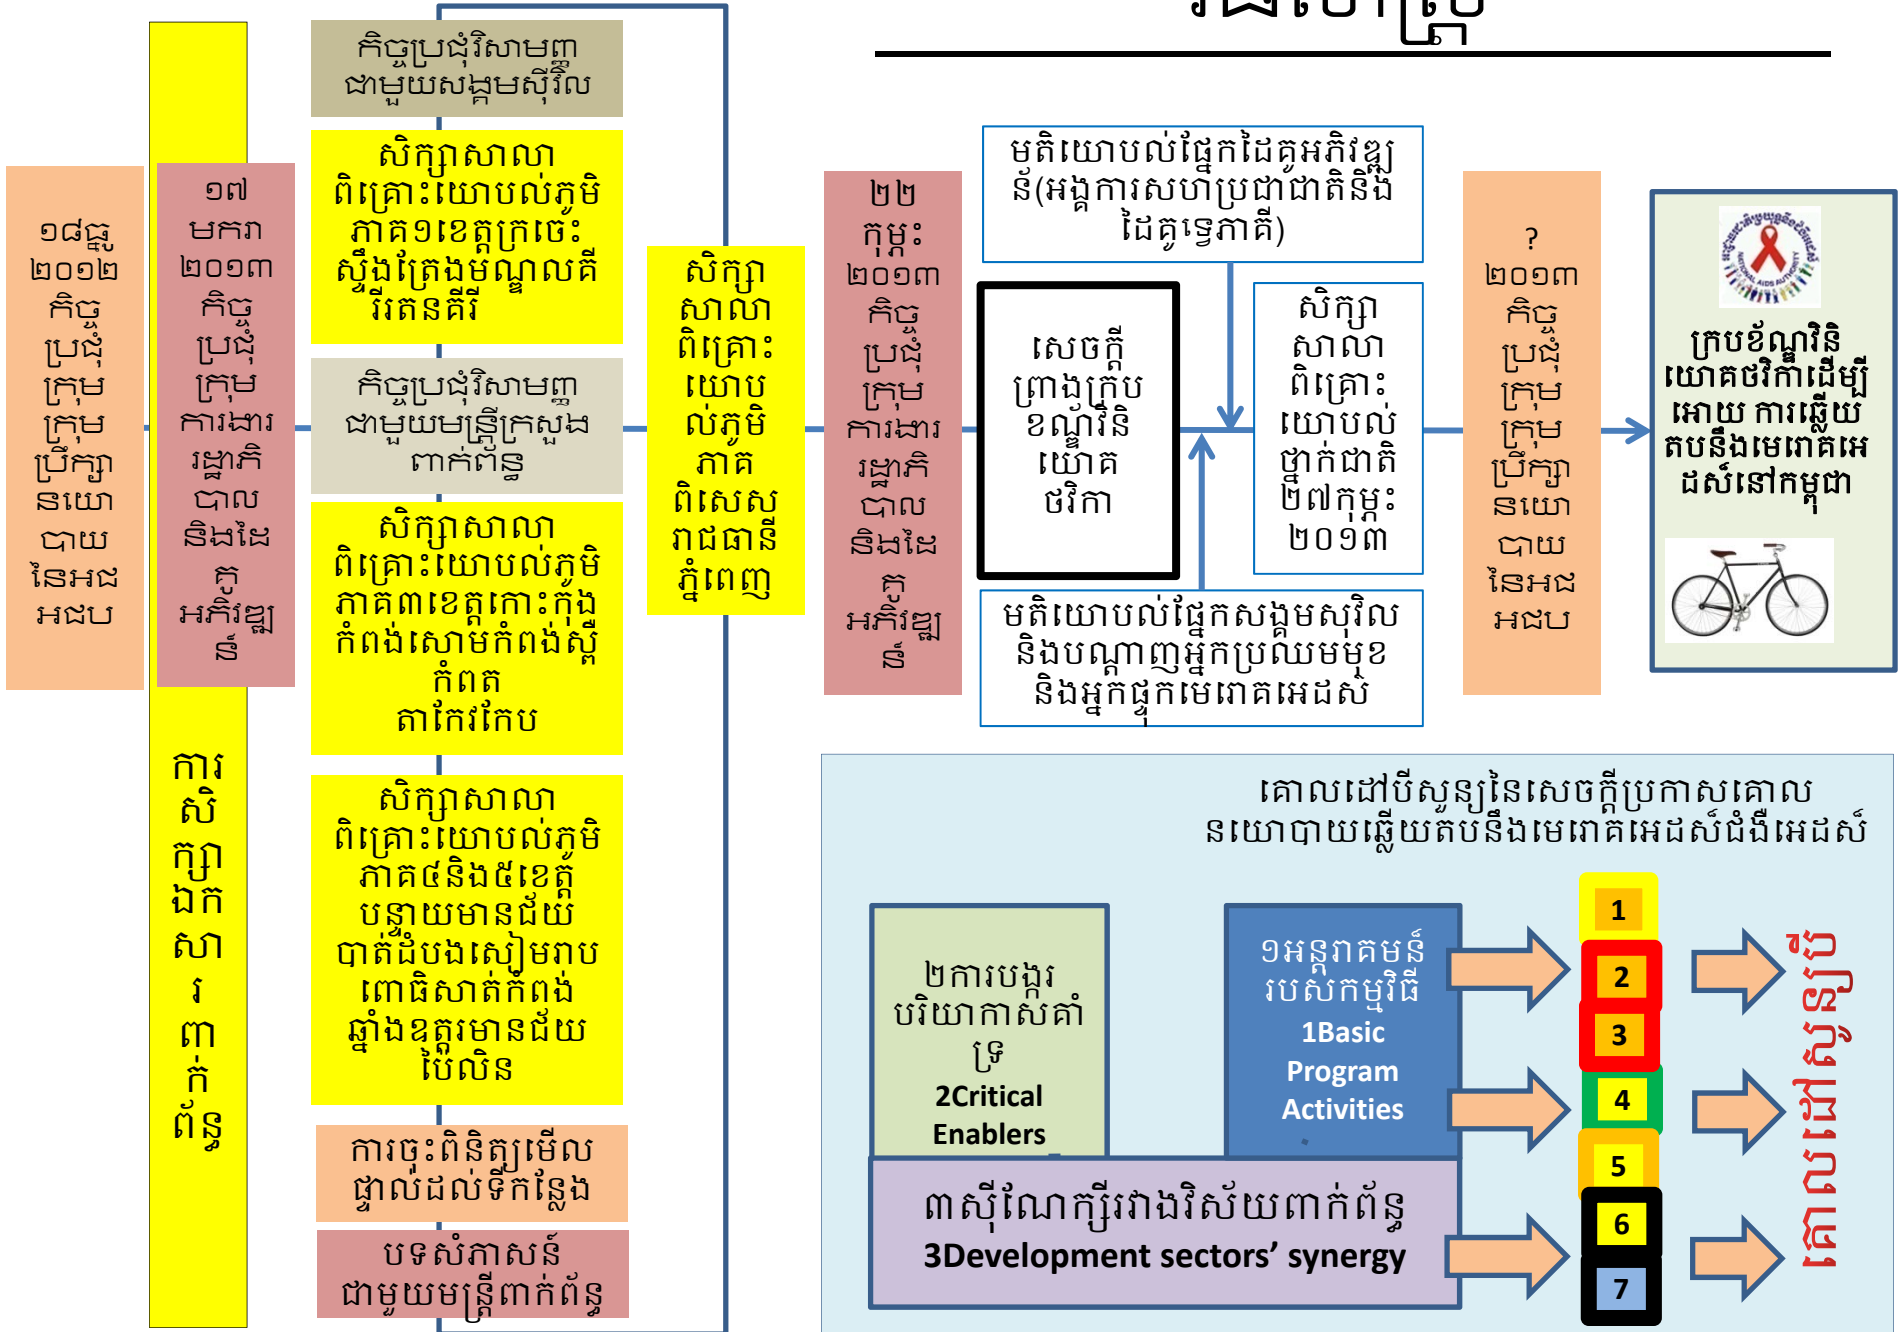 វិធីសាស្ត្រ
១៨ធ្នូ
២០១២
កិច្ច
ប្រជុំ
ក្រុម
ក្រុម
ប្រឹក្សា
នយោ
បាយ
នៃអជ
អជប
ការ
សិ
ក្សា
ឯក
សា
រ
ពា
ក់
ព័ន្ធ
១៧
មករា
២០១៣
កិច្ច
ប្រជុំ
ក្រុម
ការងារ
រដ្ឋាភិ
បាល
និងដៃ
គូ
អភិវឌ្ឍ
ន៍
កិច្ចប្រជុំវិសាមញ្ញ
ជាមួយសង្គមស៊ីវិល
សិក្សាសាលា
ពិគ្រោះយោបល់ភូមិ
ភាគ១ខេត្តក្រចេះ
ស្ទឹងត្រែងមណ្ឌលគី
រីរតនគីរី
កិច្ចប្រជុំវិសាមញ្ញ
ជាមួយមន្ត្រីក្រសួង
ពាក់ព័ន្ធ
សិក្សាសាលា
ពិគ្រោះយោបល់ភូមិ
ភាគ៣ខេត្តកោះកុង
កំពង់សោមកំពង់ស្ពឺ
កំពត
តាកែវកែប
សិក្សាសាលា
ពិគ្រោះយោបល់ភូមិ
ភាគ៤និង៥ខេត្ត
បន្ទាយមានជ័យ
បាត់ដំបងសៀមរាប
ពោធិសាត់កំពង់
ឆ្នាំងឧត្តរមានជ័យ
ប៉ៃលិន
ការចុះពិនិត្យមើល
ផ្ទាល់ដល់ទីកន្លែង
បទសំភាសន៍
ជាមួយមន្ត្រីពាក់ព័ន្ធ
សិក្សា
សាលា
ពិគ្រោះ
យោប
ល់ភូមិ
ភាគ
ពិសេស
រាជធានី
ភ្នំពេញ
២២
កុម្ភះ
២០១៣
កិច្ច
ប្រជុំ
ក្រុម
ការងារ
រដ្ឋាភិ
បាល
និងដៃ
គូ
អភិវឌ្ឍ
ន៍
មតិយោបល់ផ្នែកដៃគូអភិវឌ្ឍ
ន៍(អង្គការសហប្រជាជាតិនិង
ដៃគូទ្វេភាគី)
សេចក្តី
ព្រាងក្រប
ខណ្ឌវិនិ
យោគ
ថវិកា
សិក្សា
សាលា
ពិគ្រោះ
យោបល់
ថ្នាក់ជាតិ
២៧កុម្ភះ
២០១៣
មតិយោបល់ផ្នែកសង្គមសុវិល
និងបណ្តាញអ្នកប្រឈមមុខ
និងអ្នកផ្ទុកមេរោគអេដស៍
?
២០១៣
កិច្ច
ប្រជុំ
ក្រុម
ក្រុម
ប្រឹក្សា
នយោ
បាយ
នៃអជ
អជប
NATIONAL AIDS AUTHORITY
ក្របខ័ណ្ឌវិនិ
យោគថវិកាដើម្បី
អោយ ការឆ្លើយ
តបនឹងមេរោគអេ
ដស៍នៅកម្ពុជា
គោលដៅបីសូន្យនៃសេចក្តីប្រកាសគោល
នយោបាយឆ្លើយតបនឹងមេរោគអេដស៍ជំងឺអេដស៍
២ការបង្ករ
បរិយាកាសគាំ
ទ្រ
2Critical
Enablers
១អន្តរាគមន៍
របស់កម្មវិធី
1Basic
Program
Activities
៣ស៊ីណែក្សីរវាងវិស័យពាក់ព័ន្ធ
3Development sectors’ synergy
1
2
3
4
5
6
7
គោលដៅសូន្យបី